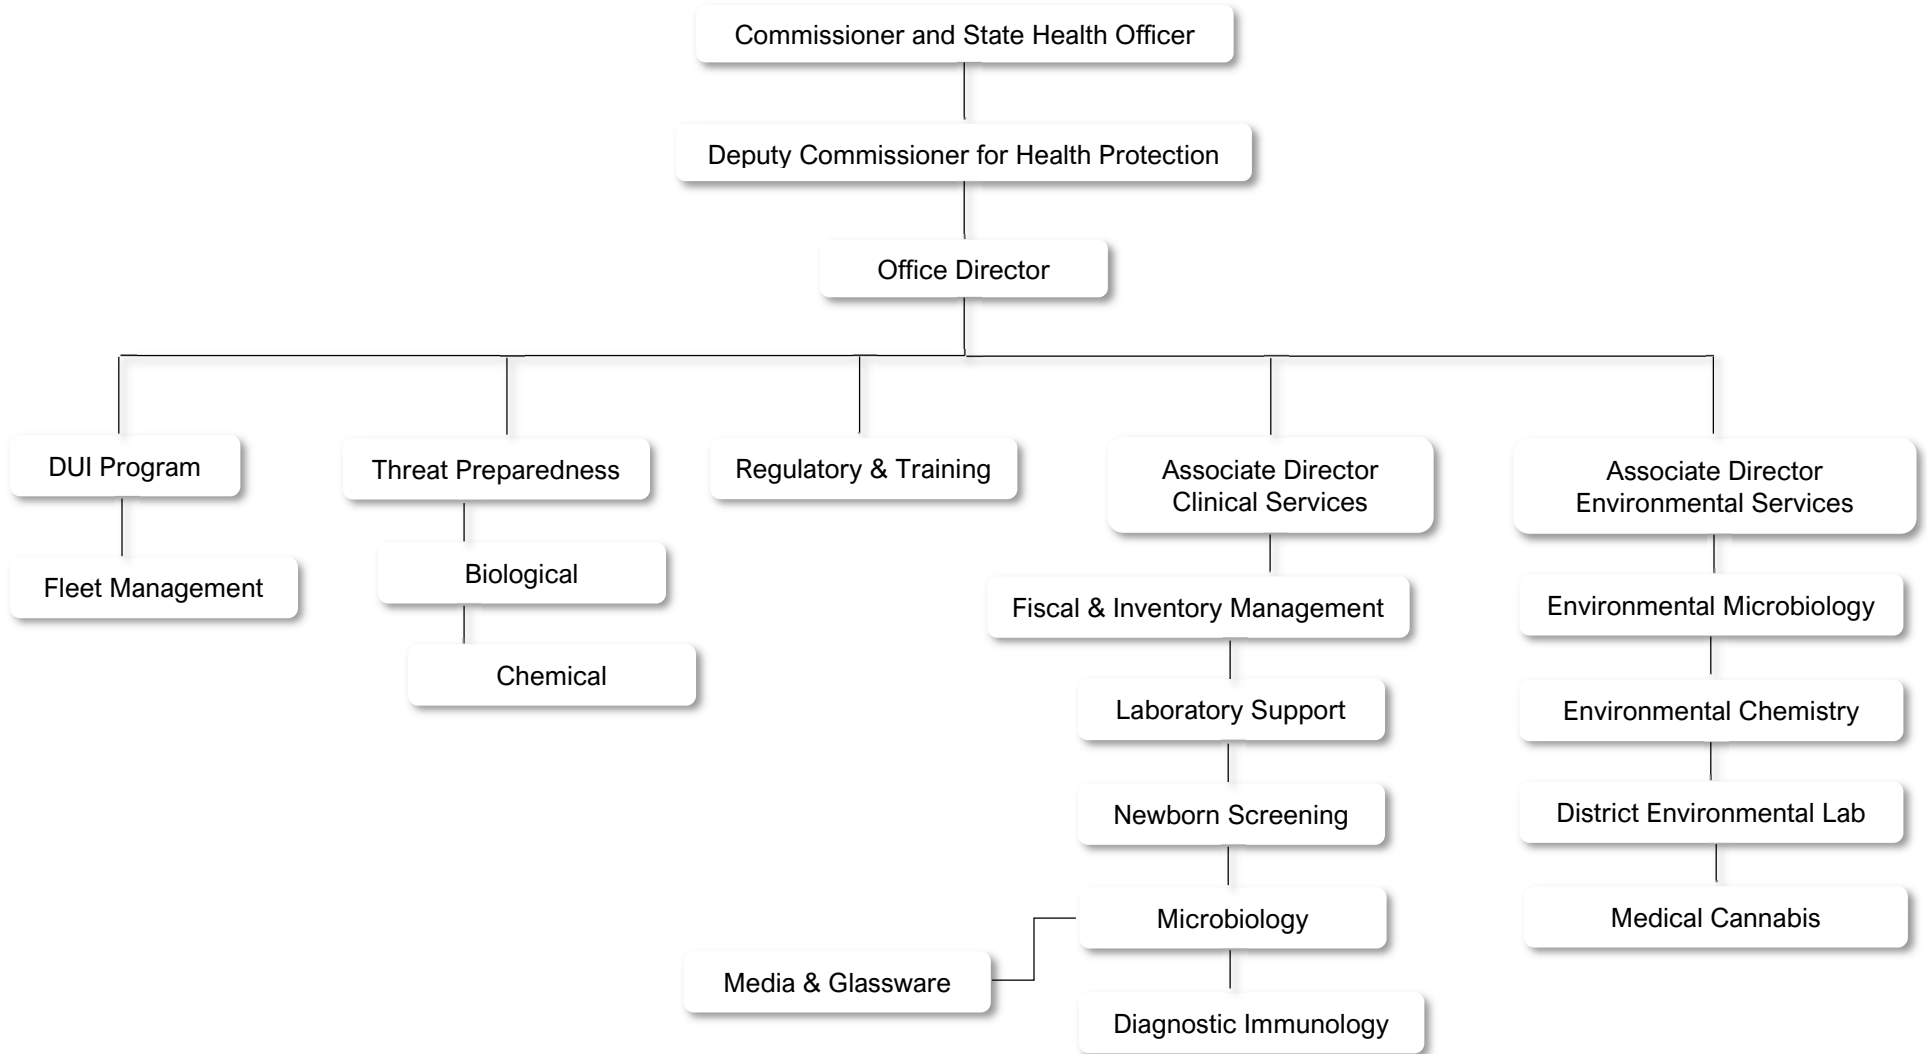 Commissioner and State Health Officer
Deputy Commissioner for Health Protection
Office Director
DUI Program
Fleet Management
Threat Preparedness
Biological
Chemical
Regulatory & Training
Associate Director
Clinical Services
Fiscal & Inventory Management
Laboratory Support
Newborn Screening
Microbiology
Media & Glassware
Diagnostic Immunology
Associate Director
Environmental Services
Environmental Microbiology
Environmental Chemistry
District Environmental Lab
Medical Cannabis